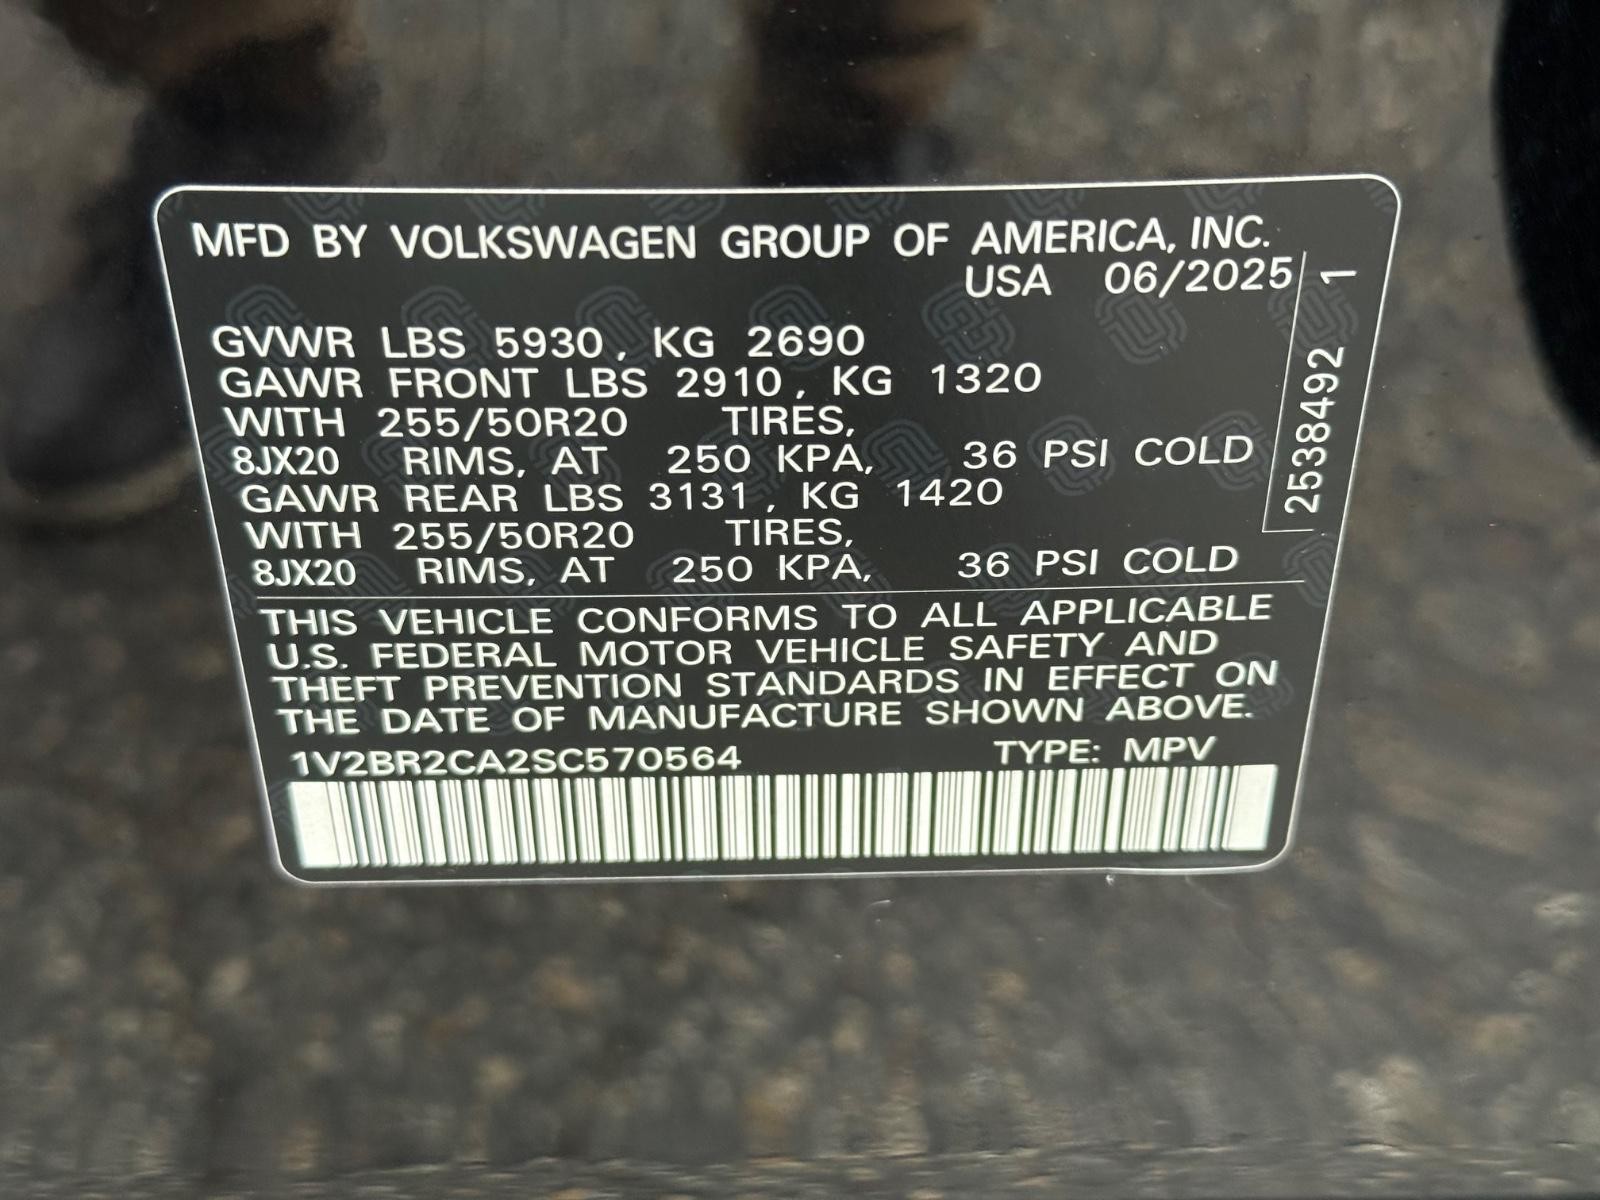 MFD BY VOLKSWAGEN GROUP OF AMERICA, INC.
USA 06/2025
GVWR LBS 5930, KG 2690
GAWR FRONT LBS 2910, KG 1320
WITH 255/50R20 TIRES,
8JX20 RIMS, AT 250 KPA, 36 PSI COLD
GAWR REAR LBS 3131, KG 1420
WITH 255/50R20 TIRES,
8JX20 RIMS, AT 250 KPA, 36 PSI COLD
2538492 1
THIS VEHICLE CONFORMS TO ALL APPLICABLE
U.S. FEDERAL MOTOR VEHICLE SAFETY AND
THEFT PREVENTION STANDARDS IN EFFECT ON
THE DATE OF MANUFACTURE SHOWN ABOVE.
1V2BR2CA2SC570564 TYPE: MPV